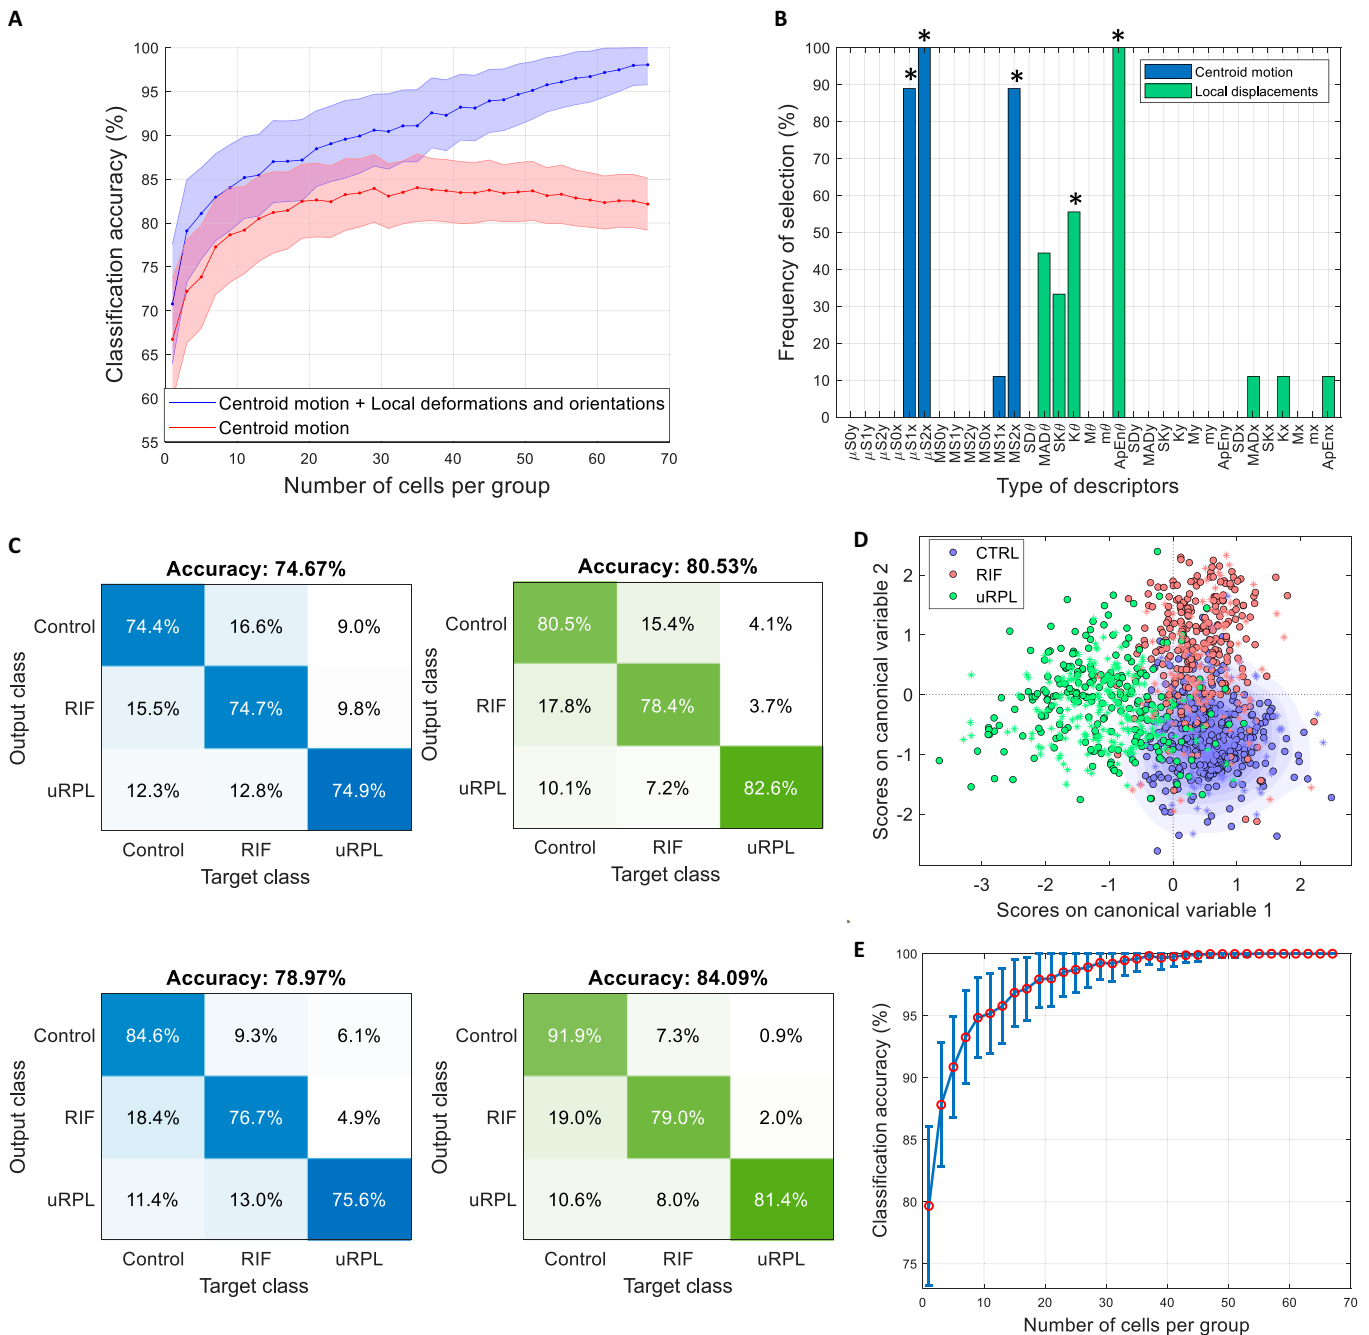 A
100
95
90
85
80
75
70
65
60
55
Classification accuracy (%)
Centroid motion + Local deformations and orientations
Centroid motion
0 10 20 30 40 50 60 70
Number of cells per group
B
100
90
80
70
60
50
40
30
20
10
0
Frequency of selection (%)
* * * * *
Centroid motion
Local displacements
μS0y μS1y μS2y μS0x μS1x μS2x MS0y MS1y MS2y MS0x MS1x MS2x SDθ MADθ SKθ Kθ Mθ mθ ApEnθ SDy MADy SKy Ky My my ApEny SDx MADx SKx Kx Mx mx ApEnx
Type of descriptors
C
Accuracy: 74.67%
Output class
Control 74.4% 16.6% 9.0%
RIF 15.5% 74.7% 9.8%
uRPL 12.3% 12.8% 74.9%
Control RIF uRPL
Target class
Accuracy: 80.53%
Output class
Control 80.5% 15.4% 4.1%
RIF 17.8% 78.4% 3.7%
uRPL 10.1% 7.2% 82.6%
Control RIF uRPL
Target class
Accuracy: 78.97%
Output class
Control 84.6% 9.3% 6.1%
RIF 18.4% 76.7% 4.9%
uRPL 11.4% 13.0% 75.6%
Control RIF uRPL
Target class
Accuracy: 84.09%
Output class
Control 91.9% 7.3% 0.9%
RIF 19.0% 79.0% 2.0%
uRPL 10.6% 8.0% 81.4%
Control RIF uRPL
Target class
D
CTRL
RIF
uRPL
2
1
0
-1
-2
Scores on canonical variable 2
-3 -2 -1 0 1 2
Scores on canonical variable 1
E
100
95
90
85
80
75
Classification accuracy (%)
0 10 20 30 40 50 60 70
Number of cells per group